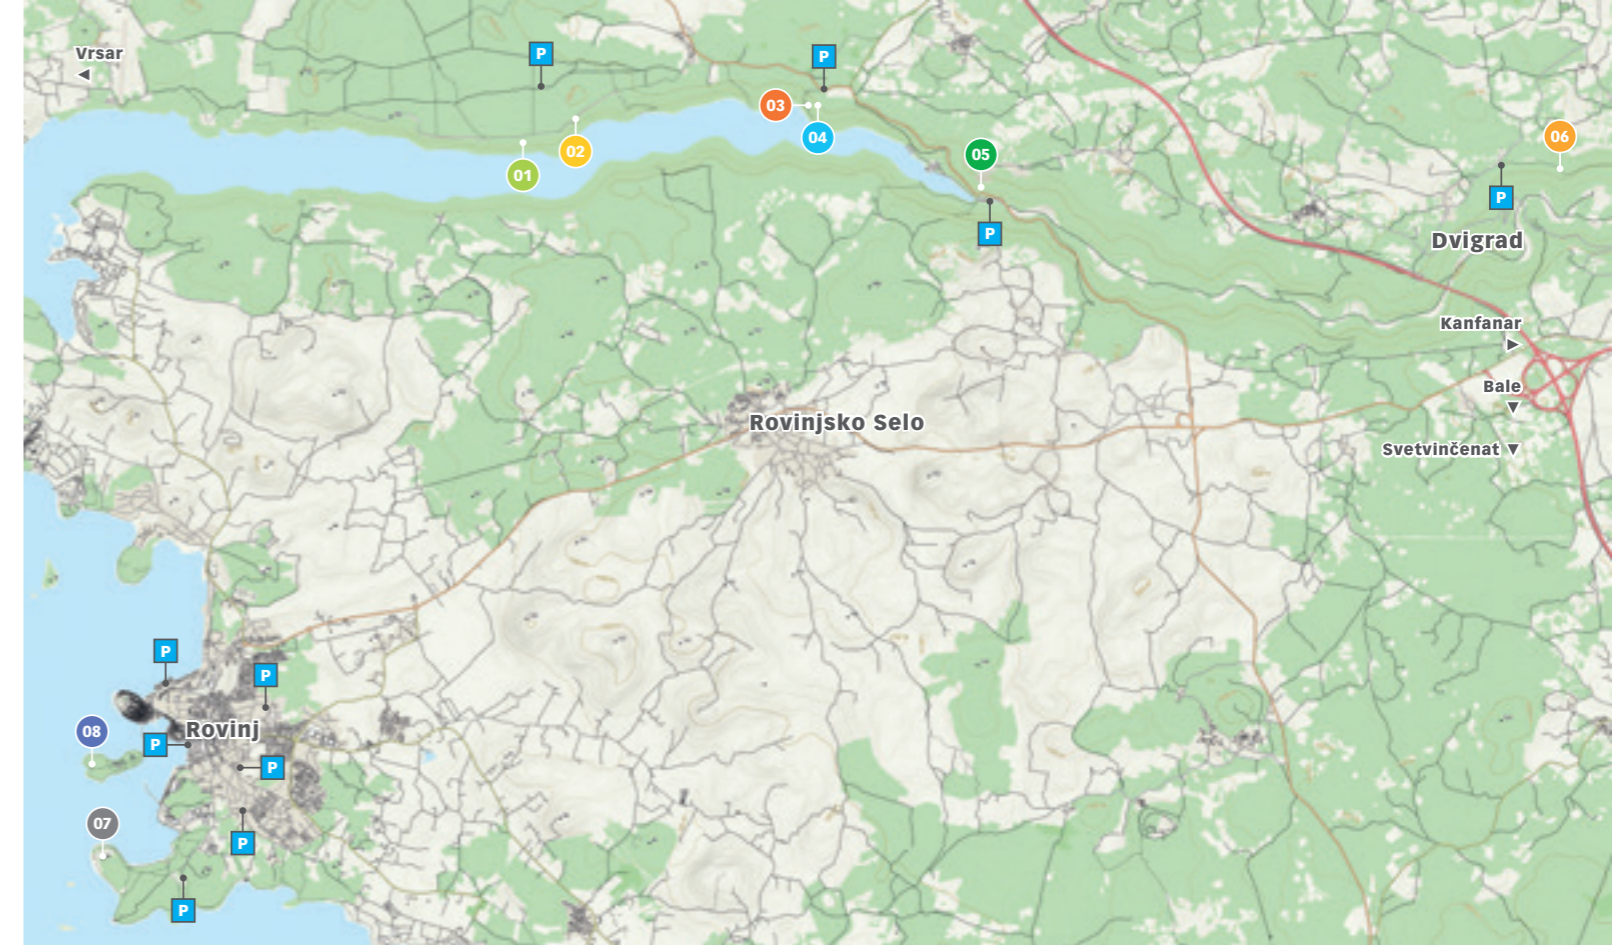 Vrsar
◄
P
P
03
04
02
01
05
06
P
P
Dvigrad
Kanfanar
►
Bale
▼
Rovinjsko Selo
Svetvinčenat ▼
P
P
08
Rovinj
P
P
07
P
P